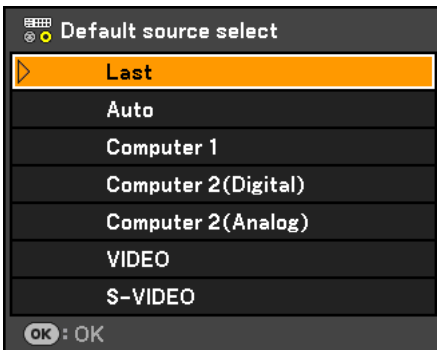 Default source select
Last
Auto
Computer 1
Computer 2(Digital)
Computer 2(Analog)
VIDEO
S-VIDEO
OK : OK